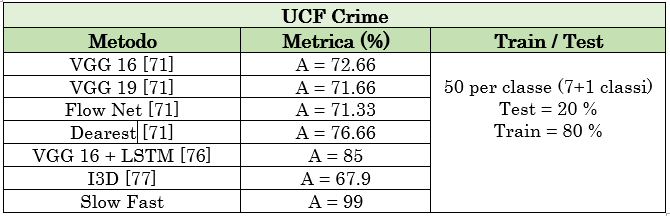 UCF Crime
Metodo Metrica (%) Train / Test
VGG 16 [71] A = 72.66
VGG 19 [71] A = 71.66
Flow Net [71] A = 71.33
Dearest [71] A = 76.66
VGG 16 + LSTM [76] A = 85
I3D [77] A = 67.9
Slow Fast A = 99
50 per classe (7+1 classi)
Test = 20 %
Train = 80 %